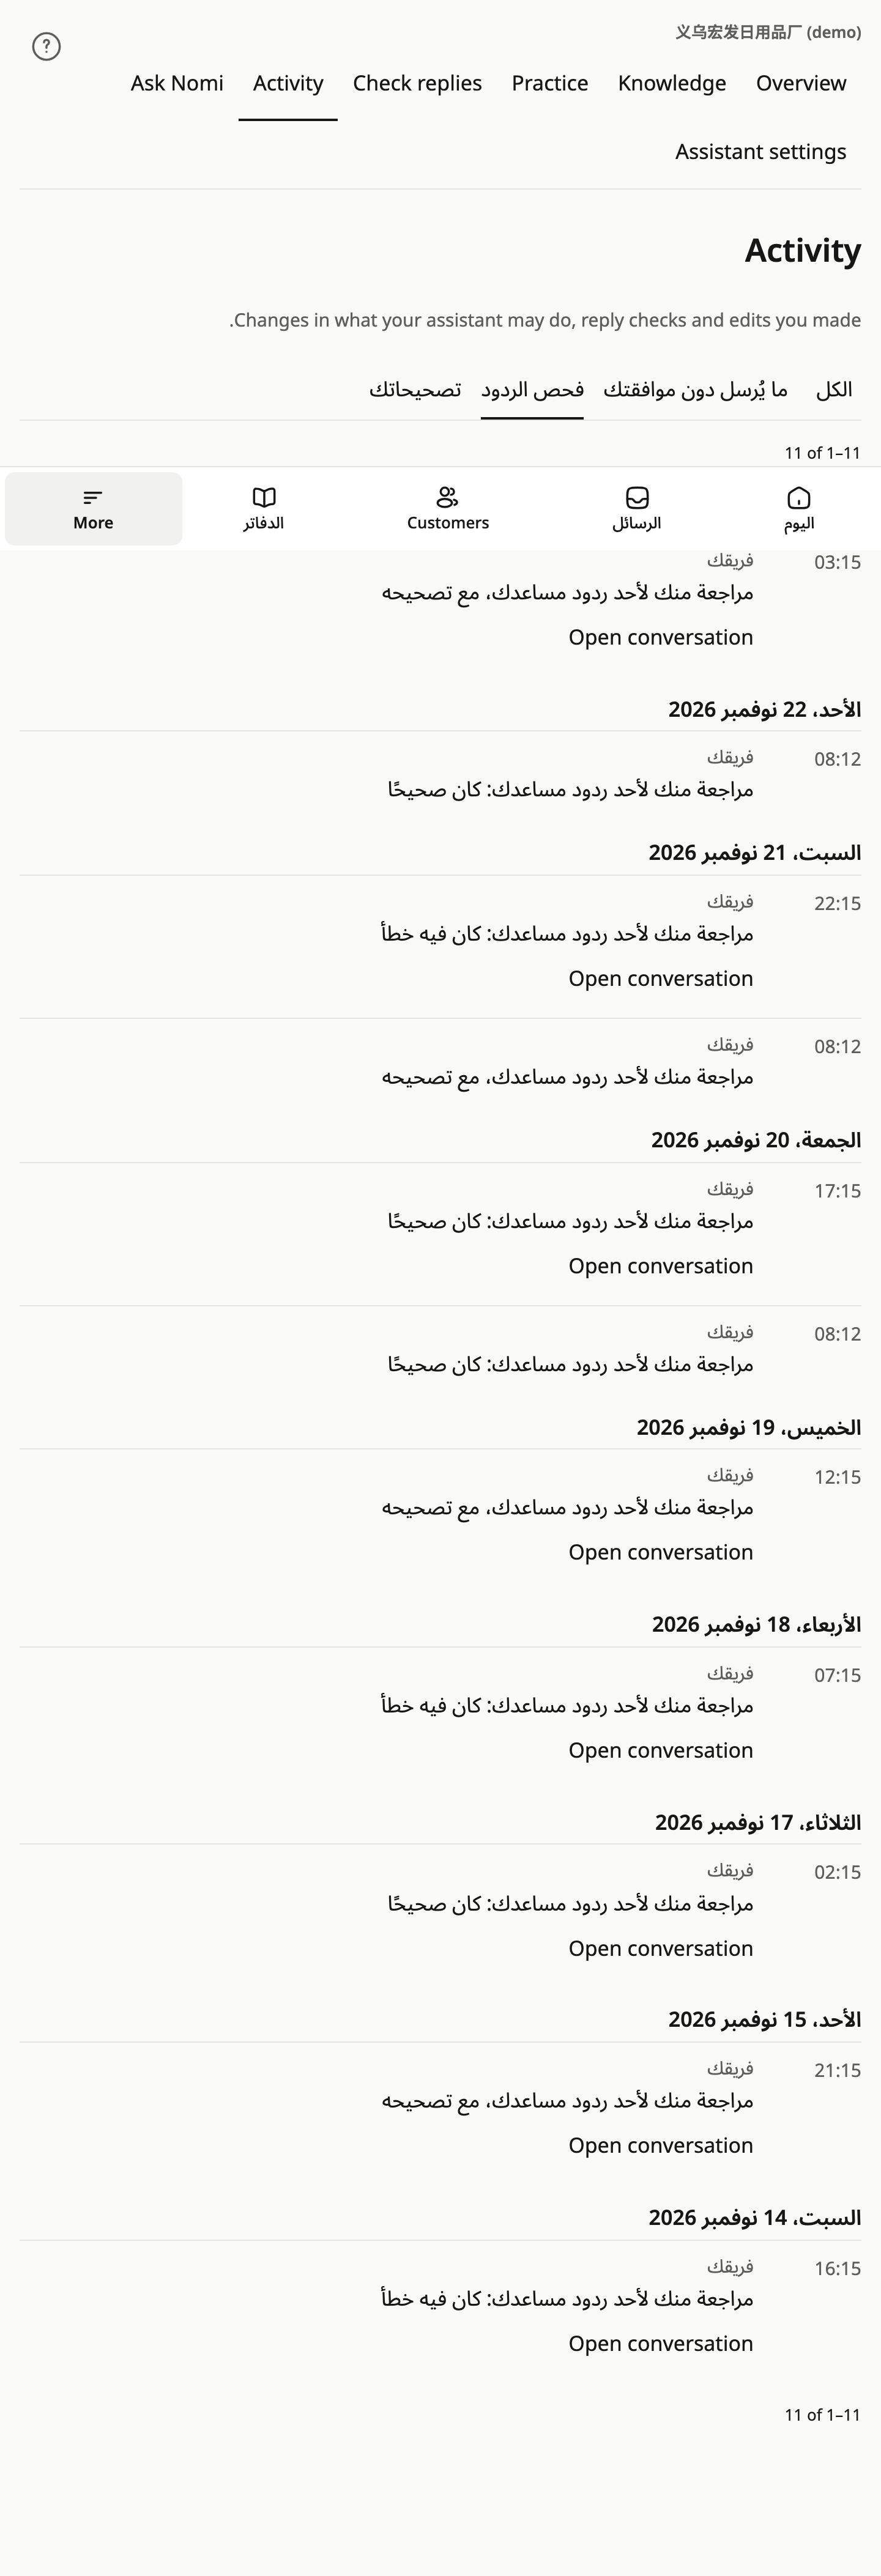 义乌宏发日用品厂 (demo)
Overview Knowledge Practice Check replies Activity Ask Nomi
Assistant settings
Activity
.Changes in what your assistant may do, reply checks and edits you made
الكل ما يُرسل دون موافقتك فحص الردود تصحيحاتك
11 of 1–11
اليوم الرسائل Customers الدفاتر More
03:15 فريقك
مراجعة منك لأحد ردود مساعدك، مع تصحيحه
Open conversation
الأحد، 22 نوفمبر 2026
08:12 فريقك
مراجعة منك لأحد ردود مساعدك: كان صحيحًا
السبت، 21 نوفمبر 2026
22:15 فريقك
مراجعة منك لأحد ردود مساعدك: كان فيه خطأ
Open conversation
08:12 فريقك
مراجعة منك لأحد ردود مساعدك، مع تصحيحه
الجمعة، 20 نوفمبر 2026
17:15 فريقك
مراجعة منك لأحد ردود مساعدك: كان صحيحًا
Open conversation
08:12 فريقك
مراجعة منك لأحد ردود مساعدك: كان صحيحًا
الخميس، 19 نوفمبر 2026
12:15 فريقك
مراجعة منك لأحد ردود مساعدك، مع تصحيحه
Open conversation
الأربعاء، 18 نوفمبر 2026
07:15 فريقك
مراجعة منك لأحد ردود مساعدك: كان فيه خطأ
Open conversation
الثلاثاء، 17 نوفمبر 2026
02:15 فريقك
مراجعة منك لأحد ردود مساعدك: كان صحيحًا
Open conversation
الأحد، 15 نوفمبر 2026
21:15 فريقك
مراجعة منك لأحد ردود مساعدك، مع تصحيحه
Open conversation
السبت، 14 نوفمبر 2026
16:15 فريقك
مراجعة منك لأحد ردود مساعدك: كان فيه خطأ
Open conversation
11 of 1–11